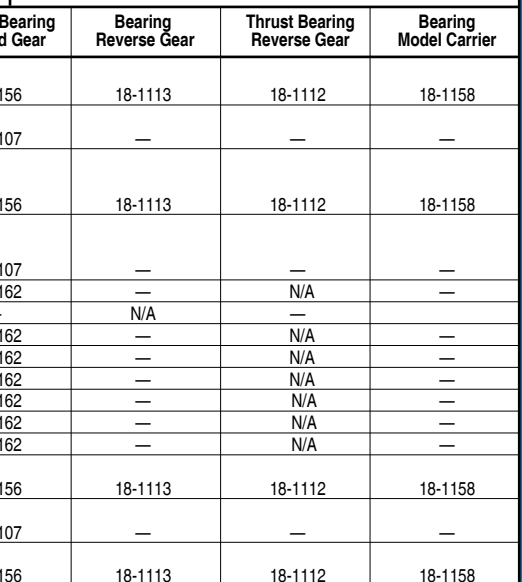 Bearing Bearing Thrust Bearing Bearing
d Gear Reverse Gear Reverse Gear Model Carrier
156 18-1113 18-1112 18-1158
107 — — —
156 18-1113 18-1112 18-1158
107 — — —
162 — N/A —
- N/A —
162 — N/A —
162 — N/A —
162 — N/A —
162 — N/A —
162 — N/A —
162 — N/A —
156 18-1113 18-1112 18-1158
107 — — —
156 18-1113 18-1112 18-1158